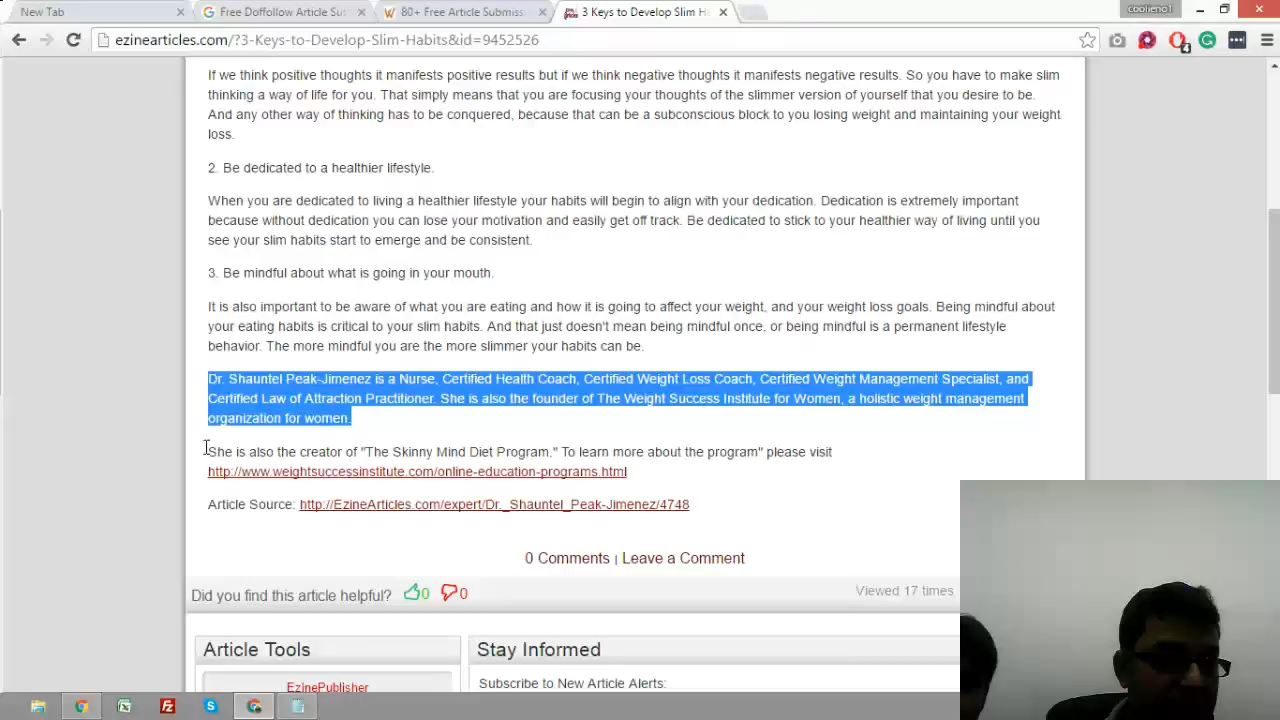 New Tab
Free Doffollow Article Su
80+ Free Article Submiss
3 Keys to Develop Slim Ha
coolieno1
ezinearticles.com/?3-Keys-to-Develop-Slim-Habits&id=9452526
4
If we think positive thoughts it manifests positive results but if we think negative thoughts it manifests negative results. So you have to make slim
thinking a way of life for you. That simply means that you are focusing your thoughts of the slimmer version of yourself that you desire to be.
And any other way of thinking has to be conquered, because that can be a subconscious block to you losing weight and maintaining your weight
loss.
2. Be dedicated to a healthier lifestyle.
When you are dedicated to living a healthier lifestyle your habits will begin to align with your dedication. Dedication is extremely important
because without dedication you can lose your motivation and easily get off track. Be dedicated to stick to your healthier way of living until you
see your slim habits start to emerge and be consistent.
3. Be mindful about what is going in your mouth.
It is also important to be aware of what you are eating and how it is going to affect your weight, and your weight loss goals. Being mindful about
your eating habits is critical to your slim habits. And that just doesn't mean being mindful once, or being mindful is a permanent lifestyle
behavior. The more mindful you are the more slimmer your habits can be.
Dr. Shauntel Peak-Jimenez is a Nurse, Certified Health Coach, Certified Weight Loss Coach, Certified Weight Management Specialist, and
Certified Law of Attraction Practitioner. She is also the founder of The Weight Success Institute for Women, a holistic weight management
organization for women.
She is also the creator of "The Skinny Mind Diet Program." To learn more about the program" please visit
http://www.weightsuccessinstitute.com/online-education-programs.html
Article Source: http://EzineArticles.com/expert/Dr._Shauntel_Peak-Jimenez/4748
0 Comments | Leave a Comment
Did you find this article helpful? 0 0
Viewed 17 times
Article Tools
Stay Informed
EzinePublisher
Subscribe to New Article Alerts: